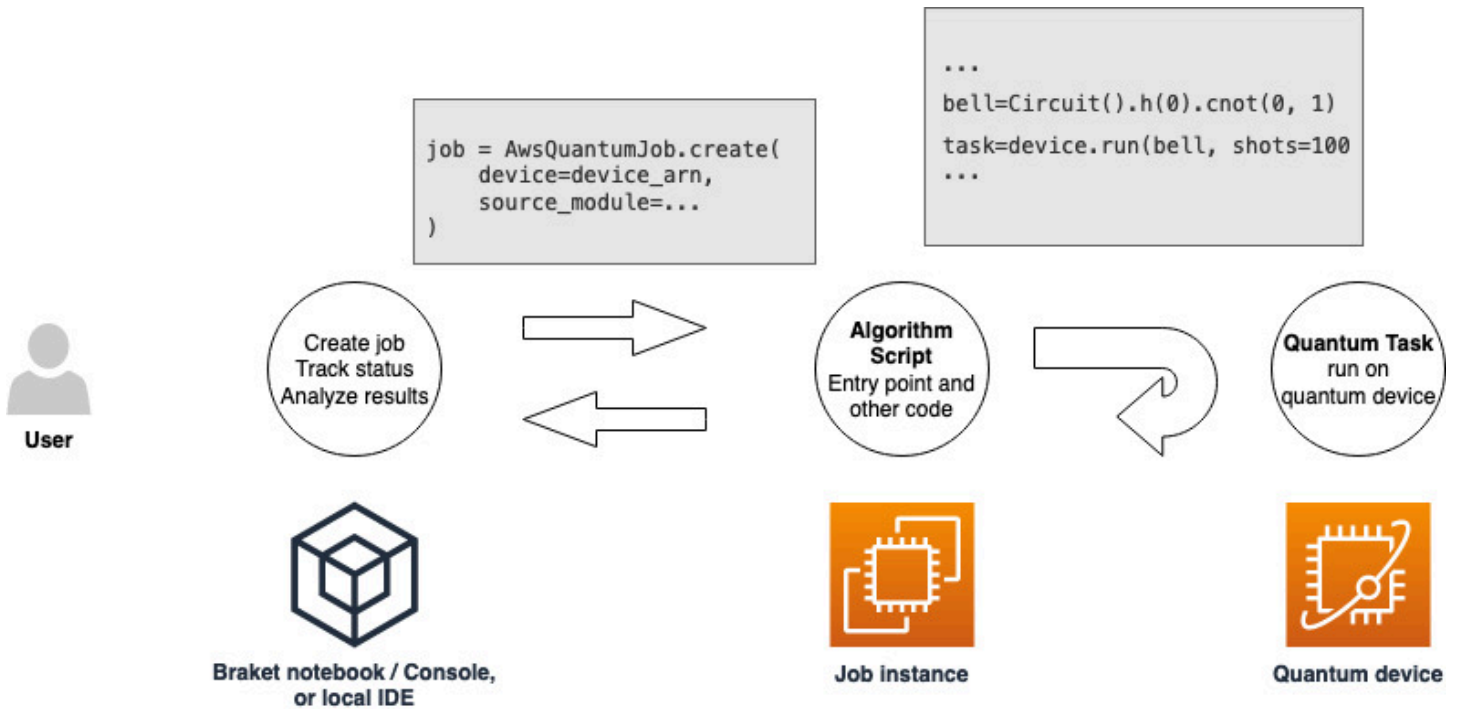 ...
bell=Circuit().h(0).cnot(0, 1)
task=device.run(bell, shots=100
...
job = AwsQuantumJob.create(
    device=device_arn,
    source_module=...
)
User
Create job
Track status
Analyze results
Algorithm
Script
Entry point and
other code
Quantum Task
run on
quantum device
Braket notebook / Console,
or local IDE
Job instance
Quantum device